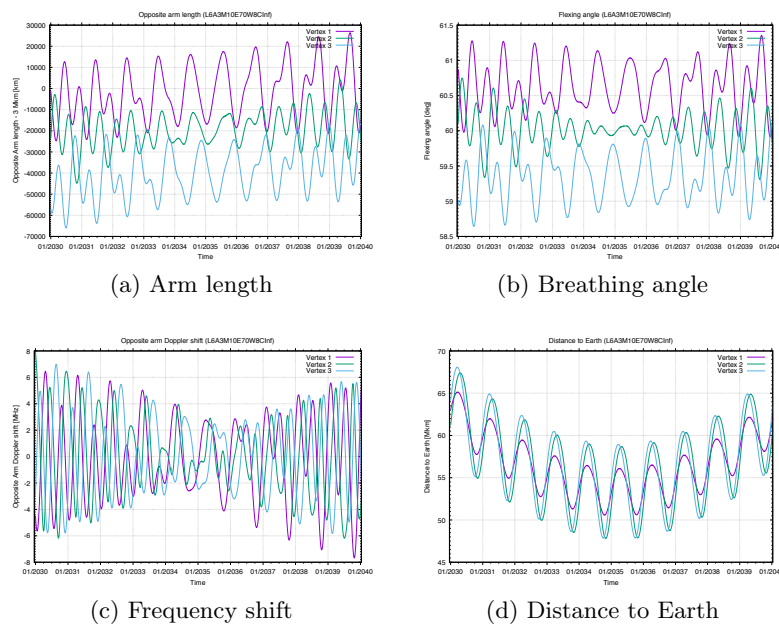 Opposite arm length (L6A3M10E70W8CInf)
Vertex 1
Vertex 2
Vertex 3
Opposite Arm length - 3 Mkm[km]
30000
20000
10000
0
-10000
-20000
-30000
-40000
-50000
-60000
-70000
01/2030 01/2031 01/2032 01/2033 01/2034 01/2035 01/2036 01/2037 01/2038 01/2039 01/2040
Time
(a) Arm length
Flexing angle (L6A3M10E70W8CInf)
Vertex 1
Vertex 2
Vertex 3
Flexing angle [deg]
61.5
61
60.5
60
59.5
59
58.5
01/2030 01/2031 01/2032 01/2033 01/2034 01/2035 01/2036 01/2037 01/2038 01/2039 01/2040
Time
(b) Breathing angle
Opposite arm Doppler shift (L6A3M10E70W8CInf)
Vertex 1
Vertex 2
Vertex 3
Opposite Arm Doppler shift [MHz]
8
6
4
2
0
-2
-4
-6
-8
01/2030 01/2031 01/2032 01/2033 01/2034 01/2035 01/2036 01/2037 01/2038 01/2039 01/2040
Time
(c) Frequency shift
Distance to Earth (L6A3M10E70W8CInf)
Vertex 1
Vertex 2
Vertex 3
Distance to Earth [Mkm]
70
65
60
55
50
45
01/2030 01/2031 01/2032 01/2033 01/2034 01/2035 01/2036 01/2037 01/2038 01/2039 01/2040
Time
(d) Distance to Earth